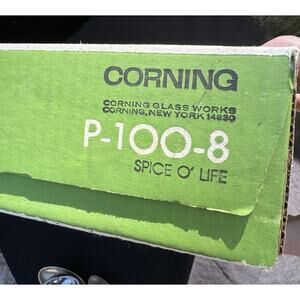 CORNING
CORNING GLASS WORKS
CORNING, NEW YORK 14830
P-100-8
SPICE O' LIFE